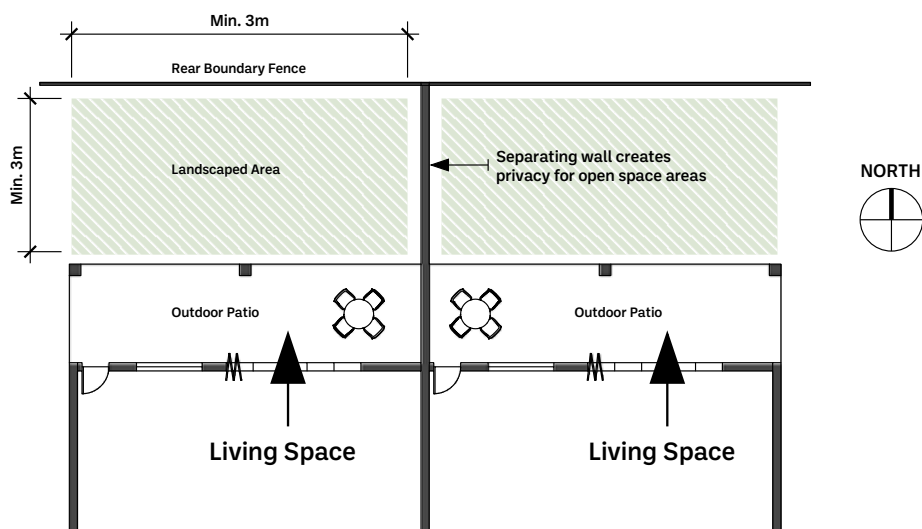 Min. 3m
Rear Boundary Fence
Min. 3m
Landscaped Area
Separating wall creates
privacy for open space areas
NORTH
Outdoor Patio
Outdoor Patio
Living Space
Living Space